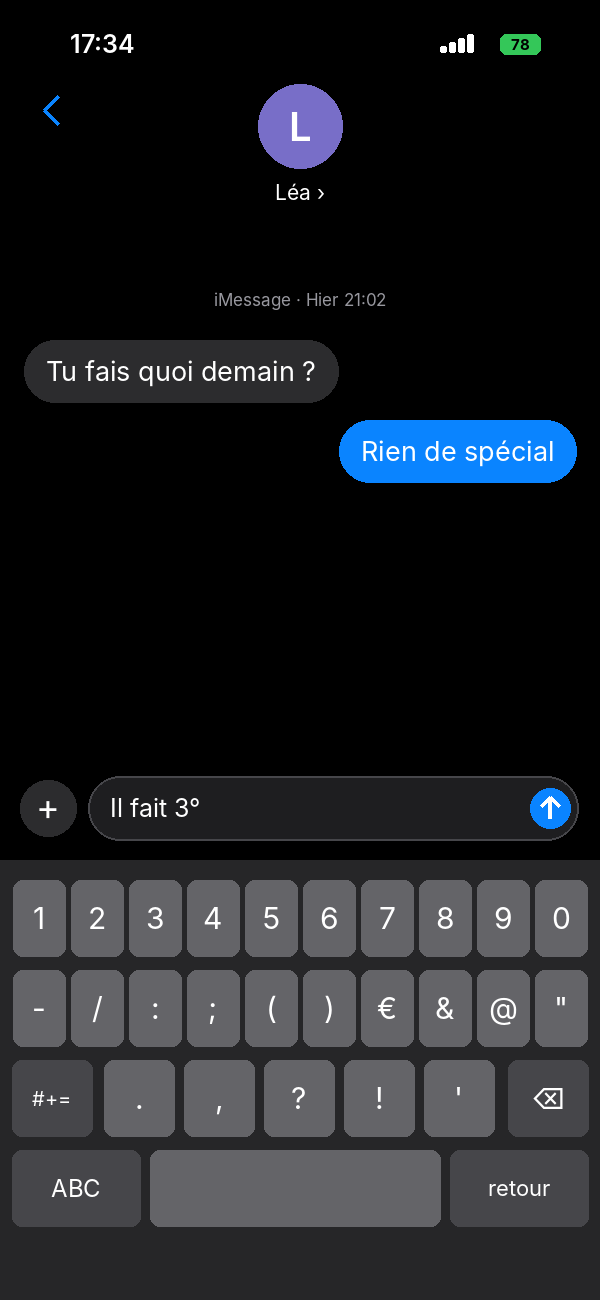 17:34
78
L
Léa ›
iMessage · Hier 21:02
Tu fais quoi demain ?
Rien de spécial
+
Il fait 3°
1 2 3 4 5 6 7 8 9 0
- / : ; ( ) € & @ "
#+= . , ? ! '
ABC retour